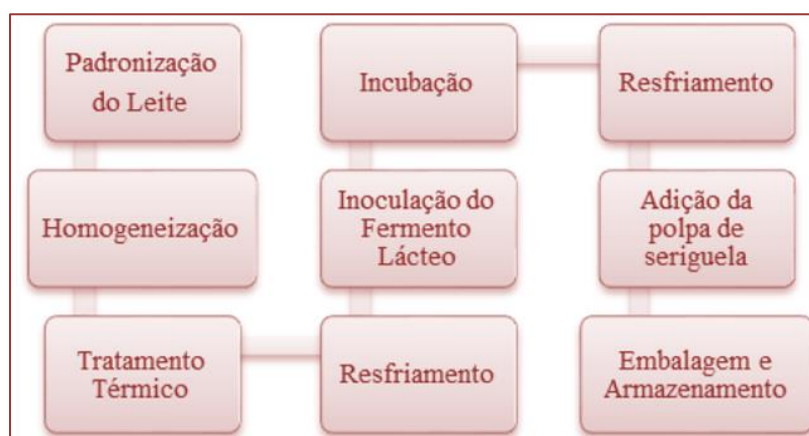 Padronização
do Leite
Homogeneização
Tratamento
Térmico
Resfriamento
Inoculação do
Fermento
Lácteo
Incubação
Resfriamento
Adição da
polpa de
seriguela
Embalagem e
Armazenamento